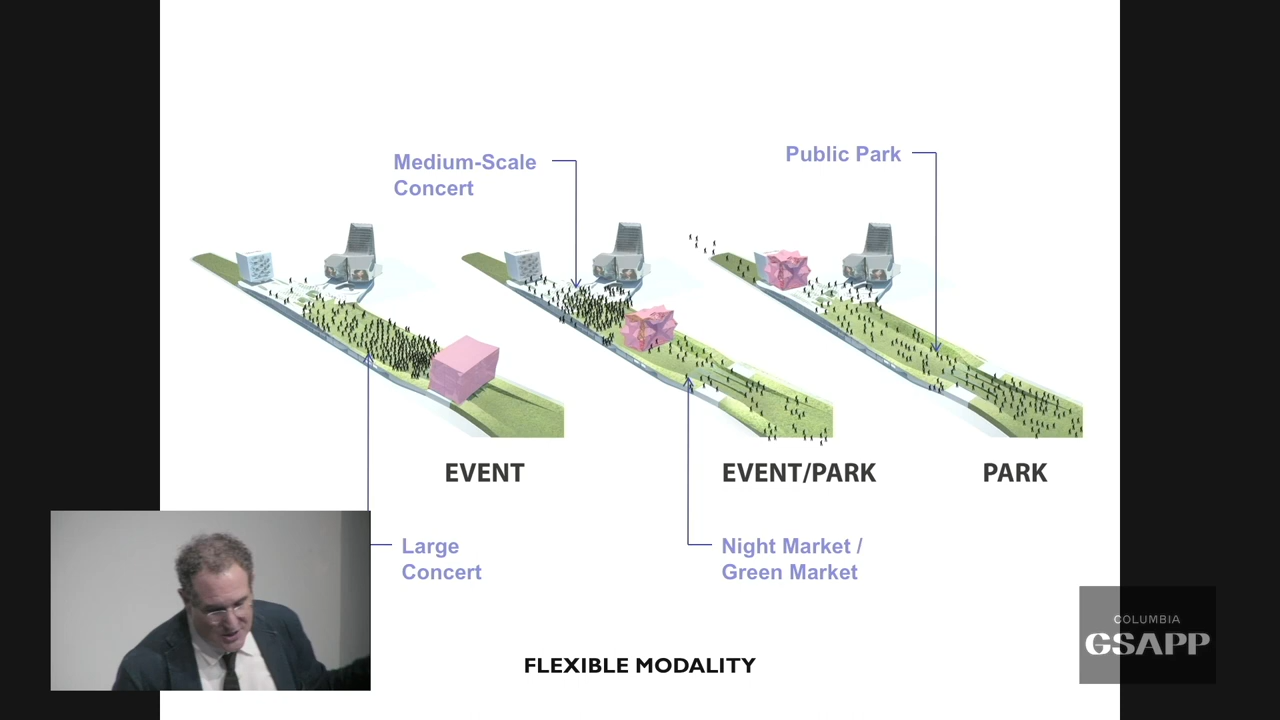 Medium-Scale
Concert
Public Park
EVENT
EVENT/PARK
PARK
Large
Concert
Night Market /
Green Market
FLEXIBLE MODALITY
COLUMBIA
GSAPP